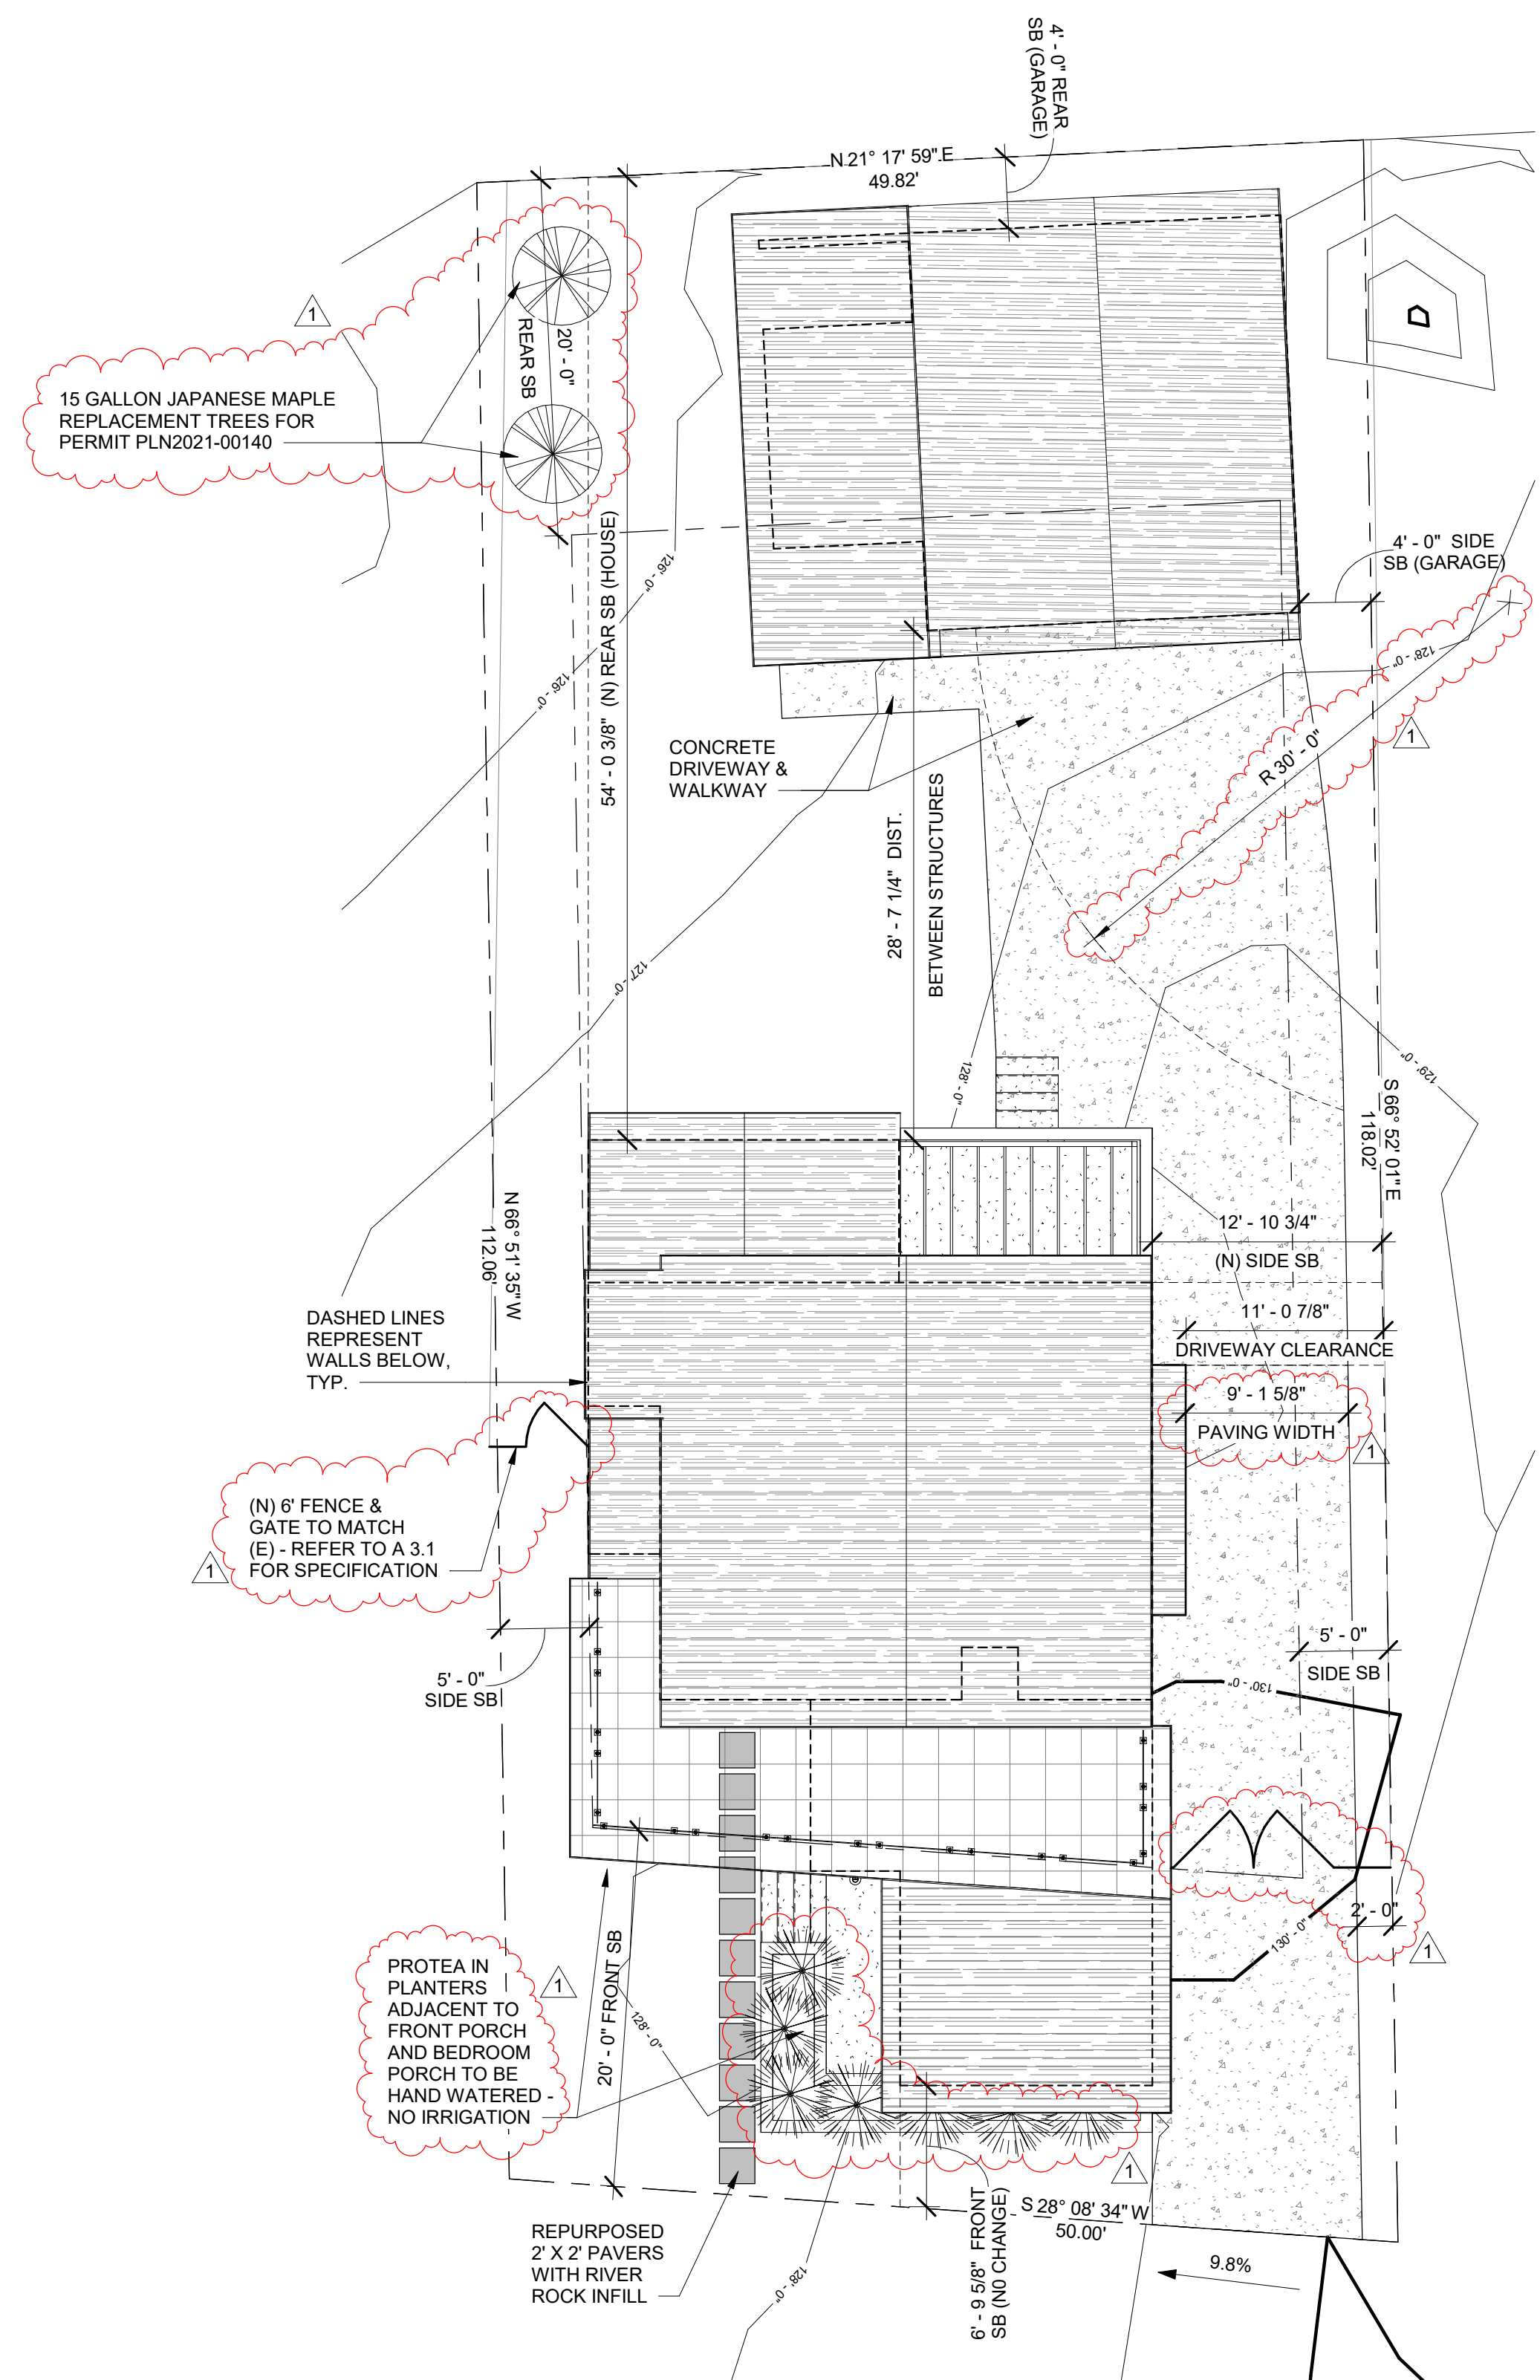 4' - 0" REAR
SB (GARAGE)
N 21° 17' 59" E
49.82'
1
15 GALLON JAPANESE MAPLE
REPLACEMENT TREES FOR
PERMIT PLN2021-00140
20' - 0"
REAR SB
54' - 0 3/8" (N) REAR SB (HOUSE)
126' - 0"
126' - 0"
4' - 0" SIDE
SB (GARAGE)
128' - 0"
1
R 30' - 0"
CONCRETE
DRIVEWAY &
WALKWAY
28' - 7 1/4" DIST.
BETWEEN STRUCTURES
127' - 0"
128' - 0"
129' - 0"
S 66° 52' 01" E
118.02'
N 66° 51' 35" W
112.06'
12' - 10 3/4"
(N) SIDE SB
11' - 0 7/8"
DRIVEWAY CLEARANCE
9' - 1 5/8"
PAVING WIDTH
1
DASHED LINES
REPRESENT
WALLS BELOW,
TYP.
(N) 6' FENCE &
GATE TO MATCH
(E) - REFER TO A 3.1
FOR SPECIFICATION
1
5' - 0"
SIDE SB
5' - 0"
SIDE SB
130' - 0"
2' - 0"
1
130' - 0"
PROTEA IN
PLANTERS
ADJACENT TO
FRONT PORCH
AND BEDROOM
PORCH TO BE
HAND WATERED -
NO IRRIGATION
1
20' - 0" FRONT SB
128' - 0"
1
6' - 9 5/8" FRONT
SB (N0 CHANGE)
S 28° 08' 34" W
50.00'
REPURPOSED
2' X 2' PAVERS
WITH RIVER
ROCK INFILL
128' - 0"
9.8%